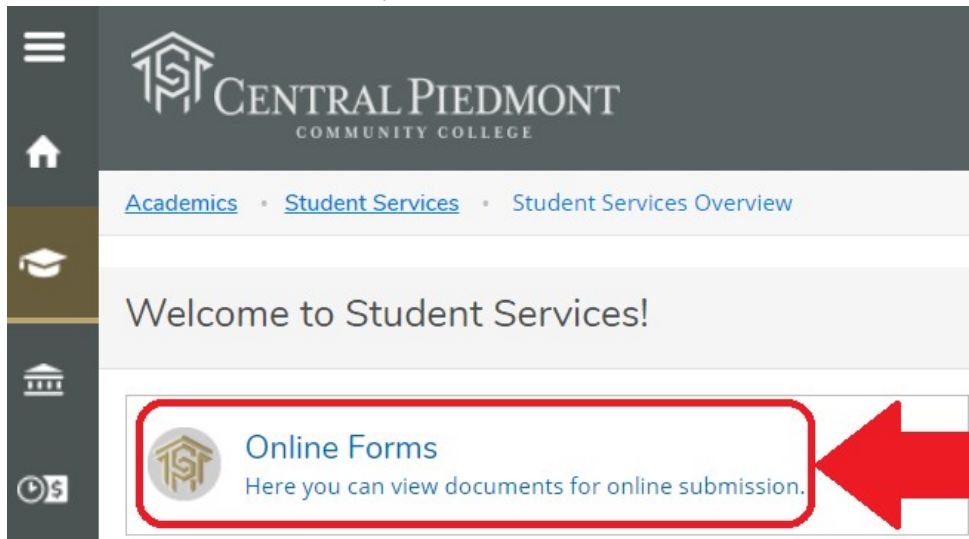 CENTRAL PIEDMONT
COMMUNITY COLLEGE
Academics • Student Services • Student Services Overview
Welcome to Student Services!
Online Forms
Here you can view documents for online submission.
$